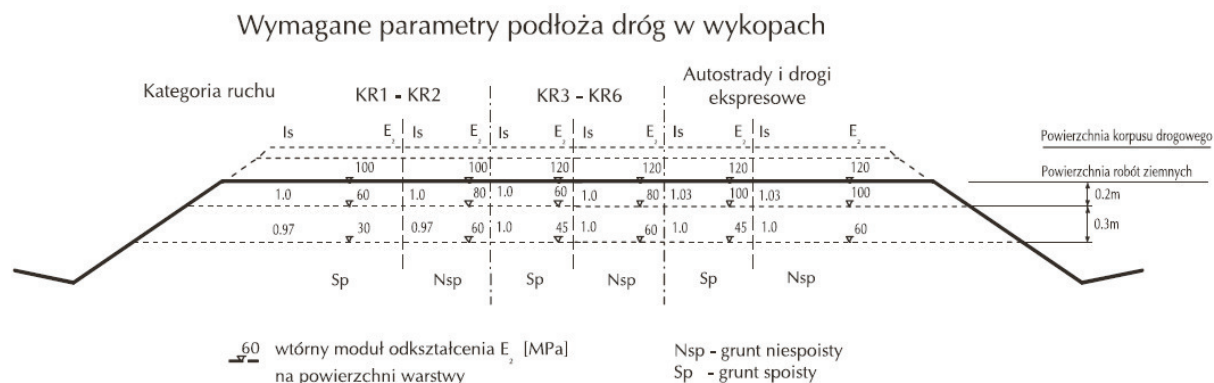 Wymagane parametry podłoża dróg w wykopach
Kategoria ruchu KR1 - KR2 KR3 - KR6 Autostrady i drogi
ekspresowe
Is E₂ Is E₂ Is E₂ Is E₂ Is E₂ Is E₂
Powierzchnia korpusu drogowego
100 100 120 120 120 120
Powierzchnia robót ziemnych
1.0 60 1.0 80 1.0 60 1.0 80 1.03 100 1.03 100
0.2m
0.97 30 0.97 60 1.0 45 1.0 60 1.0 45 1.0 60
0.3m
Sp Nsp Sp Nsp Sp Nsp
60 wtórny moduł odkształcenia E₂ [MPa]
na powierzchni warstwy
Nsp - grunt niespoisty
Sp - grunt spoisty